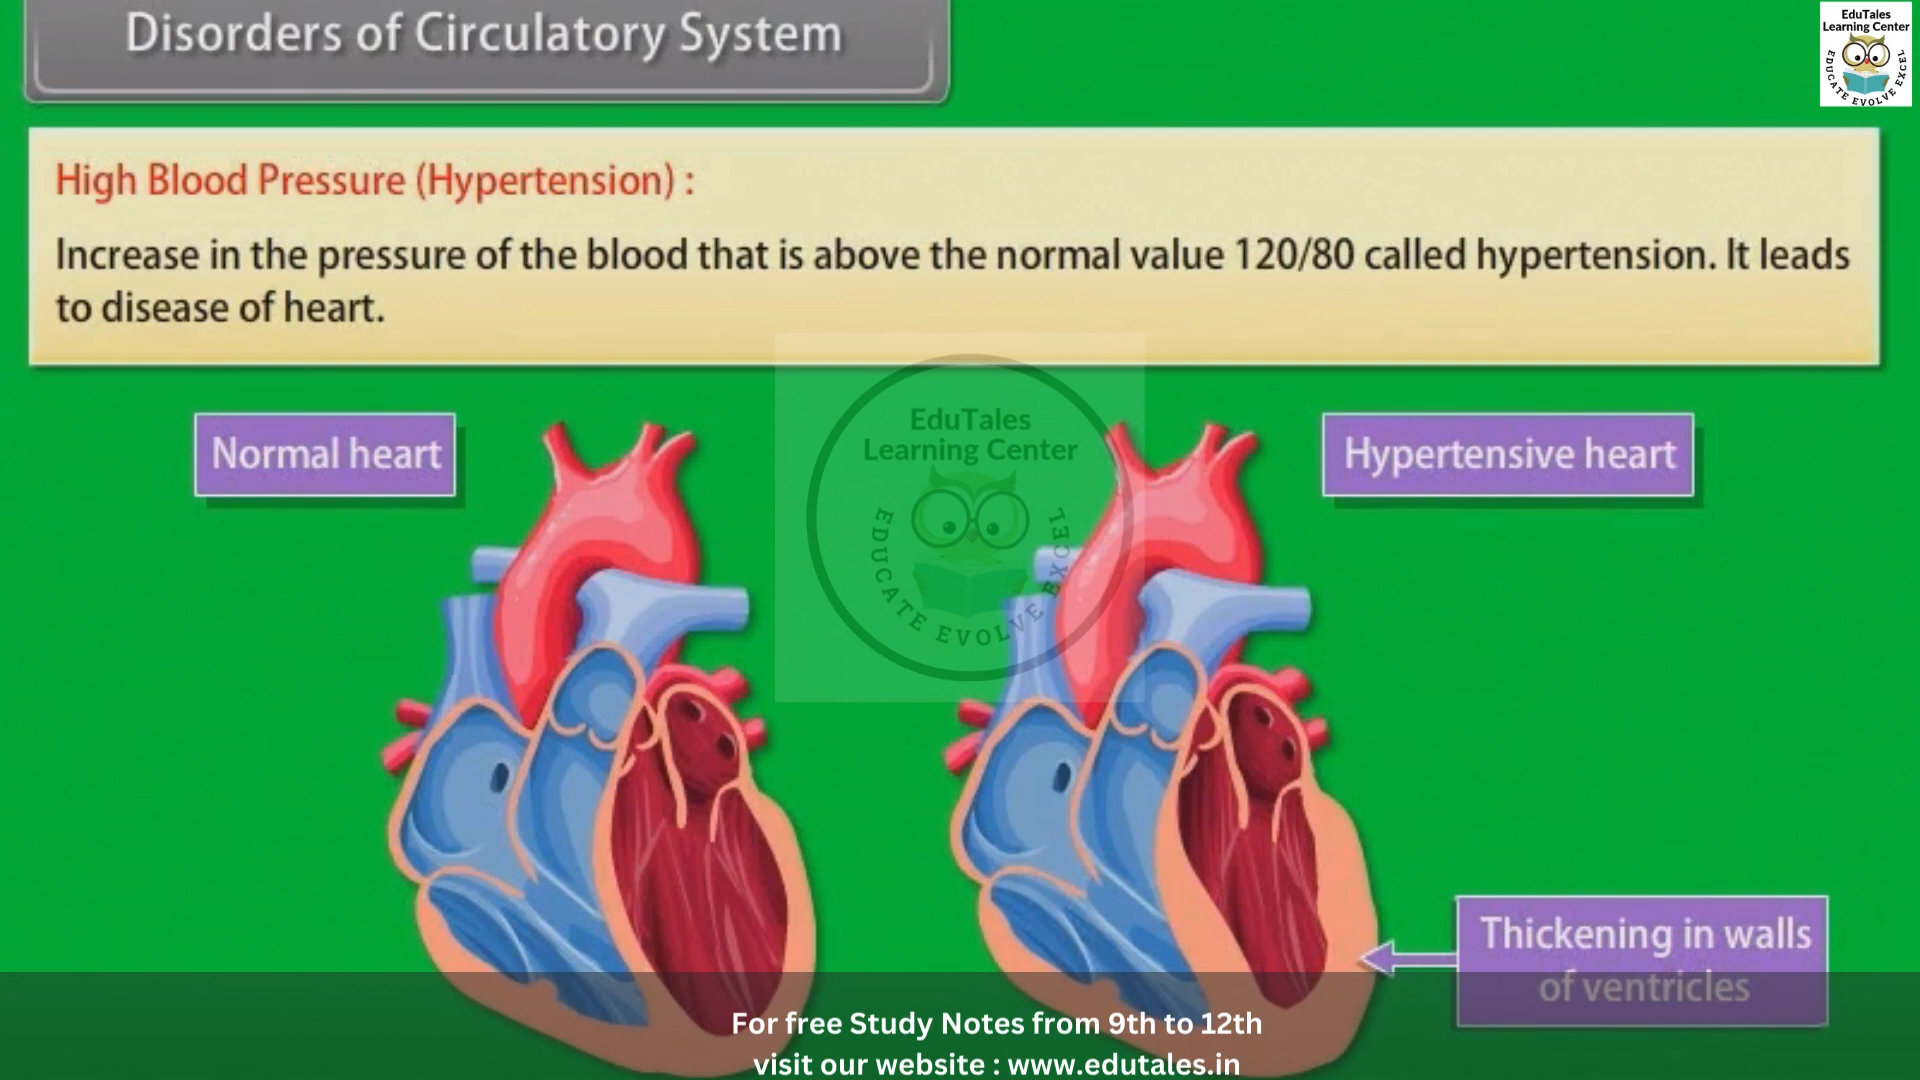 Disorders of Circulatory System
EduTales
Learning Center
EDUCATE EVOLVE EXCEL
High Blood Pressure (Hypertension) :
Increase in the pressure of the blood that is above the normal value 120/80 called hypertension. It leads
to disease of heart.
Normal heart
EduTales
Learning Center
EDUCATE EVOLVE EXCEL
Hypertensive heart
Thickening in walls
of ventricles
For free Study Notes from 9th to 12th
visit our website : www.edutales.in